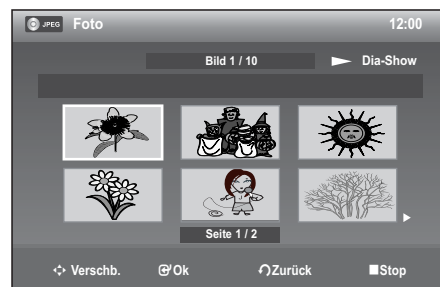 JPEG Foto 12:00
Bild 1 / 10 Dia-Show
Seite 1 / 2
Verschb. Ok Zurück Stop